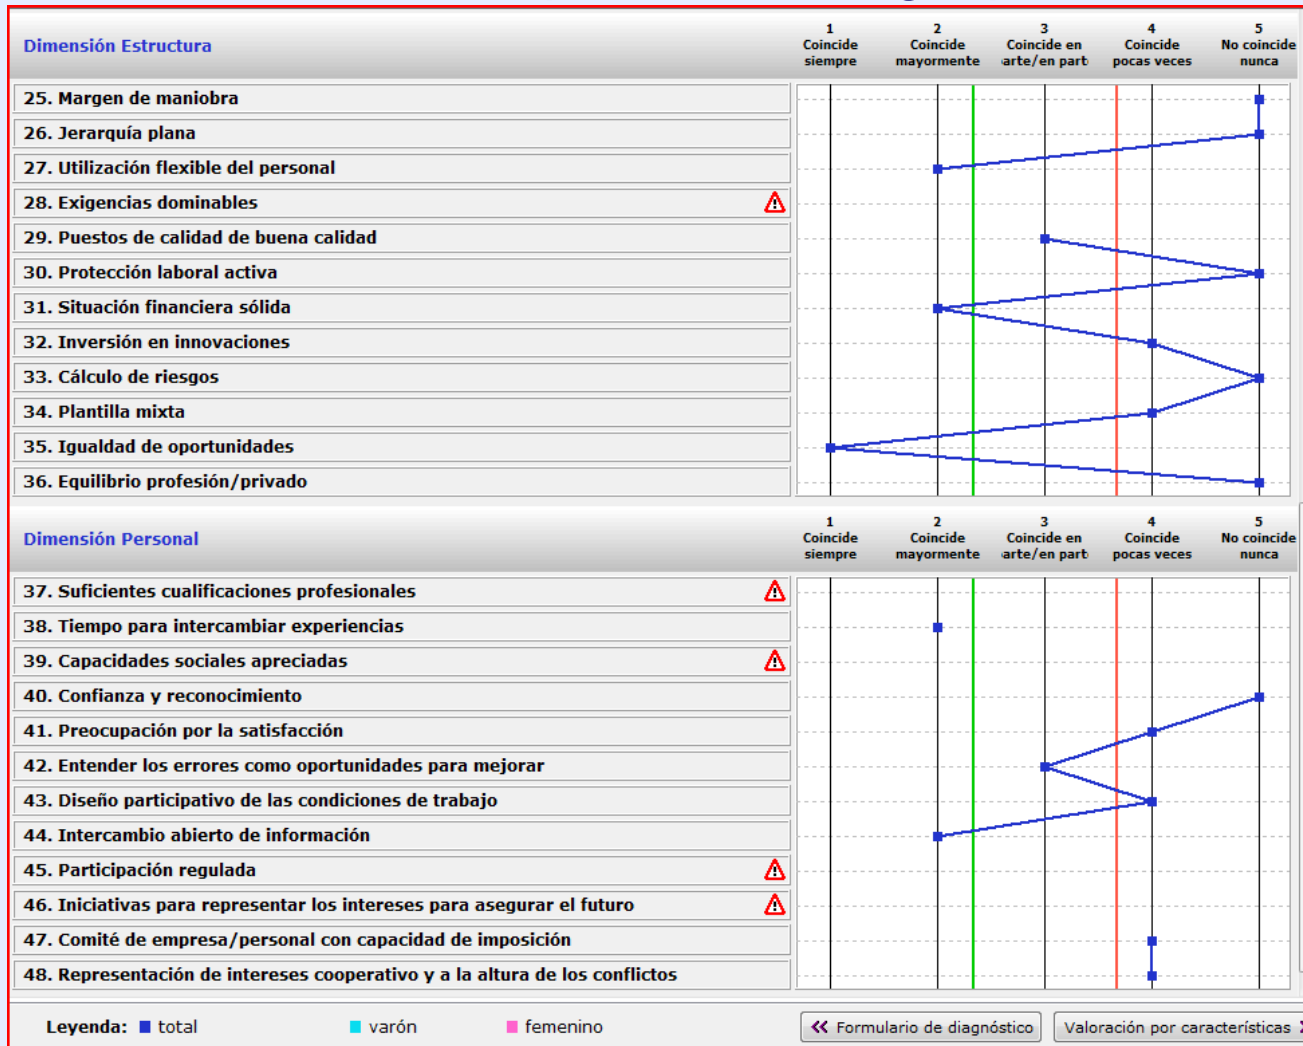 Dimensión Estructura
1 2 3 4 5
Coincide Coincide Coincide en Coincide No coincide
siempre mayormente arte/en part pocas veces nunca
25. Margen de maniobra
26. Jerarquía plana
27. Utilización flexible del personal
28. Exigencias dominables
29. Puestos de calidad de buena calidad
30. Protección laboral activa
31. Situación financiera sólida
32. Inversión en innovaciones
33. Cálculo de riesgos
34. Plantilla mixta
35. Igualdad de oportunidades
36. Equilibrio profesión/privado
Dimensión Personal
1 2 3 4 5
Coincide Coincide Coincide en Coincide No coincide
siempre mayormente arte/en part pocas veces nunca
37. Suficientes cualificaciones profesionales
38. Tiempo para intercambiar experiencias
39. Capacidades sociales apreciadas
40. Confianza y reconocimiento
41. Preocupación por la satisfacción
42. Entender los errores como oportunidades para mejorar
43. Diseño participativo de las condiciones de trabajo
44. Intercambio abierto de información
45. Participación regulada
46. Iniciativas para representar los intereses para asegurar el futuro
47. Comité de empresa/personal con capacidad de imposición
48. Representación de intereses cooperativo y a la altura de los conflictos
Leyenda: total varón femenino
Formulario de diagnóstico Valoración por características